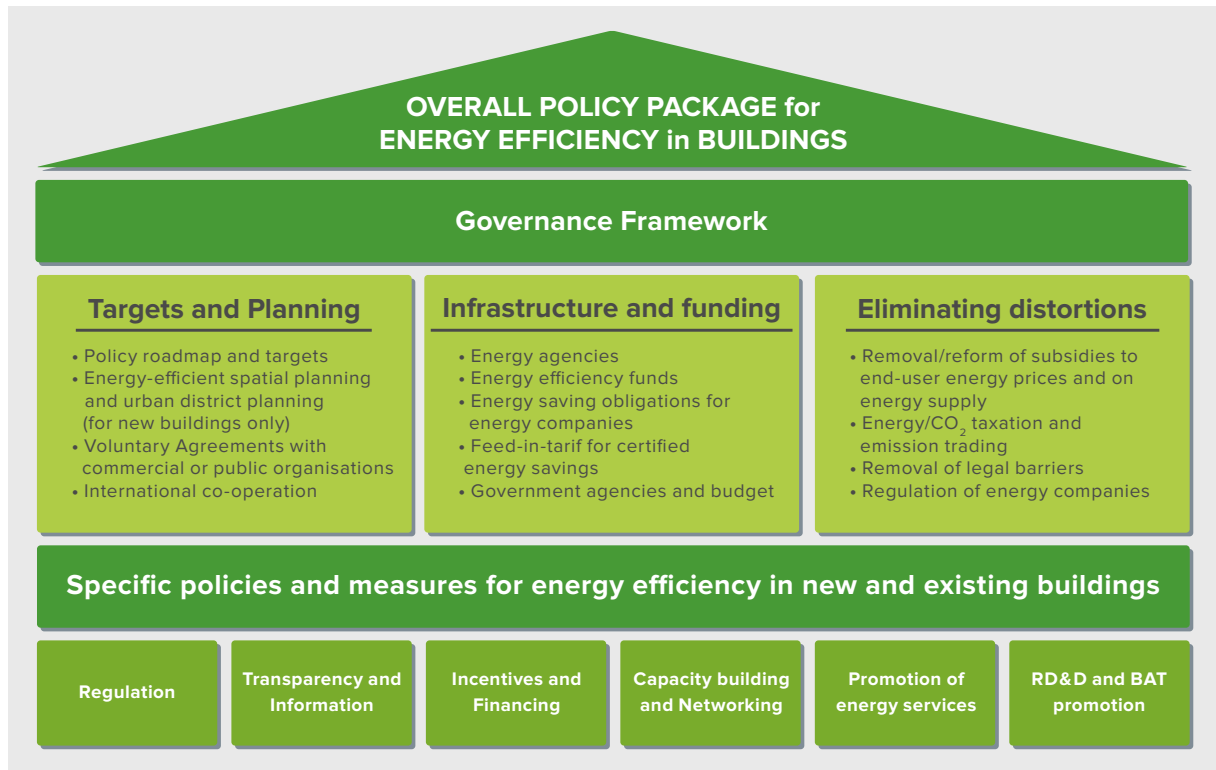 OVERALL POLICY PACKAGE for
ENERGY EFFICIENCY in BUILDINGS
Governance Framework
Targets and Planning
• Policy roadmap and targets
• Energy-efficient spatial planning
and urban district planning
(for new buildings only)
• Voluntary Agreements with
commercial or public organisations
• International co-operation
Infrastructure and funding
• Energy agencies
• Energy efficiency funds
• Energy saving obligations for
energy companies
• Feed-in-tarif for certified
energy savings
• Government agencies and budget
Eliminating distortions
• Removal/reform of subsidies to
end-user energy prices and on
energy supply
• Energy/CO₂ taxation and
emission trading
• Removal of legal barriers
• Regulation of energy companies
Specific policies and measures for energy efficiency in new and existing buildings
Regulation
Transparency and
Information
Incentives and
Financing
Capacity building
and Networking
Promotion of
energy services
RD&D and BAT
promotion